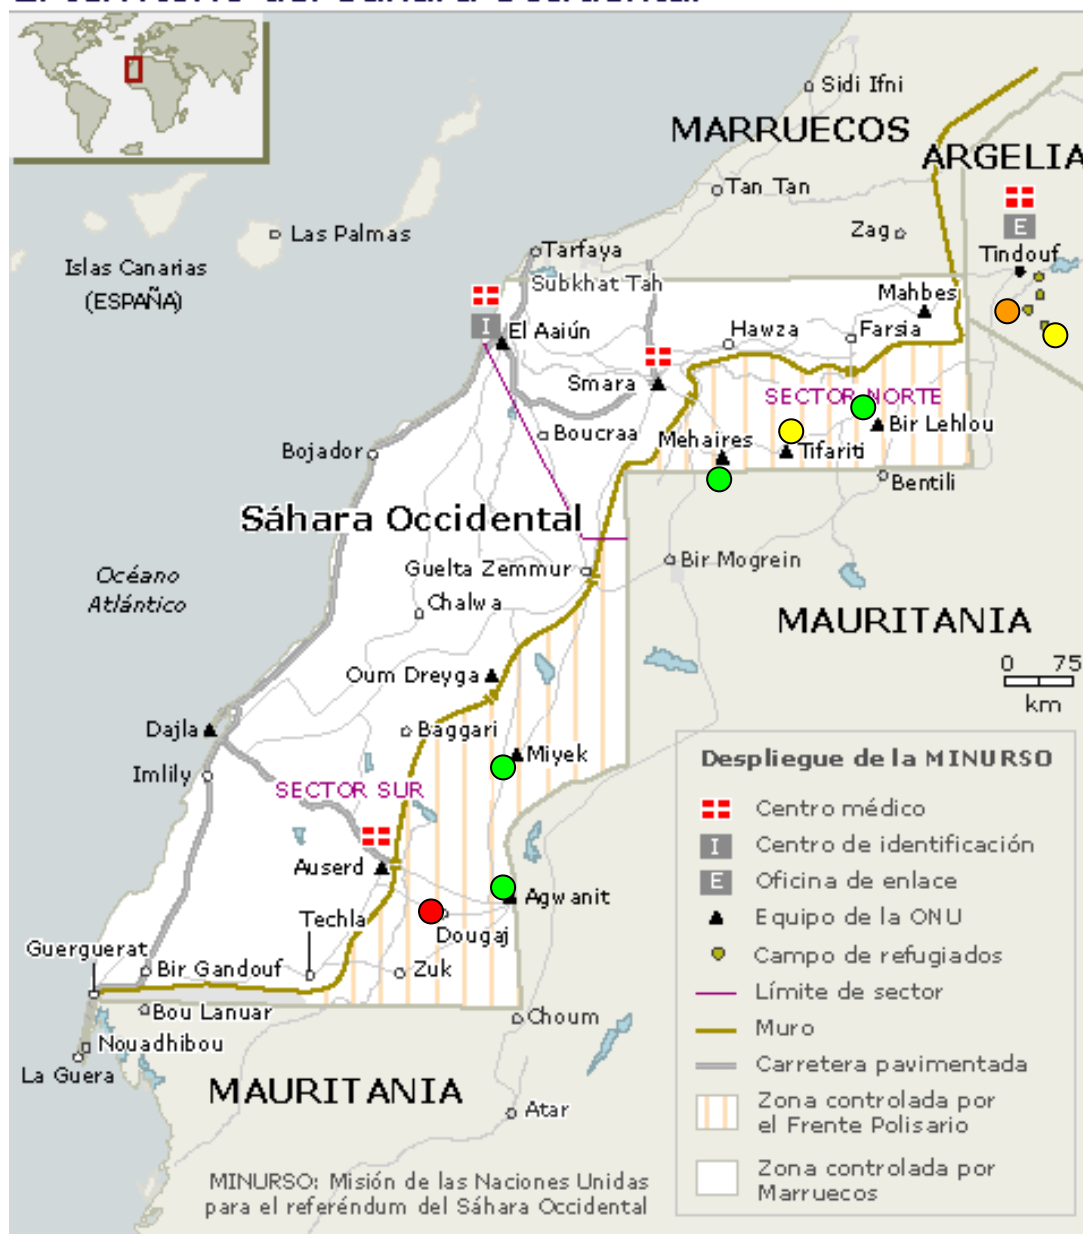 Sidi Ifni
MARRUECOS
ARGELIA
Tan Tan
Zag
E
Las Palmas
Tarfaya
Tindouf
Islas Canarias
(ESPAÑA)
Subkhat Tah
Mahbes
I
El Aaiún
Hawza
Farsia
Smara
SECTOR NORTE
Boucraa
Mehaires
Bir Lehlou
Bojador
Tifariti
Bentili
Sáhara Occidental
Guelta Zemmur
Bir Mogrein
Océano
Atlántico
Chalwa
MAURITANIA
Oum Dreyga
0 75
km
Dajla
Baggari
Imlily
Miyek
SECTOR SUR
Auserd
Agwanit
Techla
Dougaj
Guerguerat
Bir Gandouf
Zuk
Bou Lanuar
Choum
Nouadhibou
La Guera
MAURITANIA
Atar
Despliegue de la MINURSO
Centro médico
I Centro de identificación
E Oficina de enlace
Equipo de la ONU
Campo de refugiados
Límite de sector
Muro
Carretera pavimentada
Zona controlada por
el Frente Polisario
Zona controlada por
Marruecos
MINURSO: Misión de las Naciones Unidas
para el referéndum del Sáhara Occidental